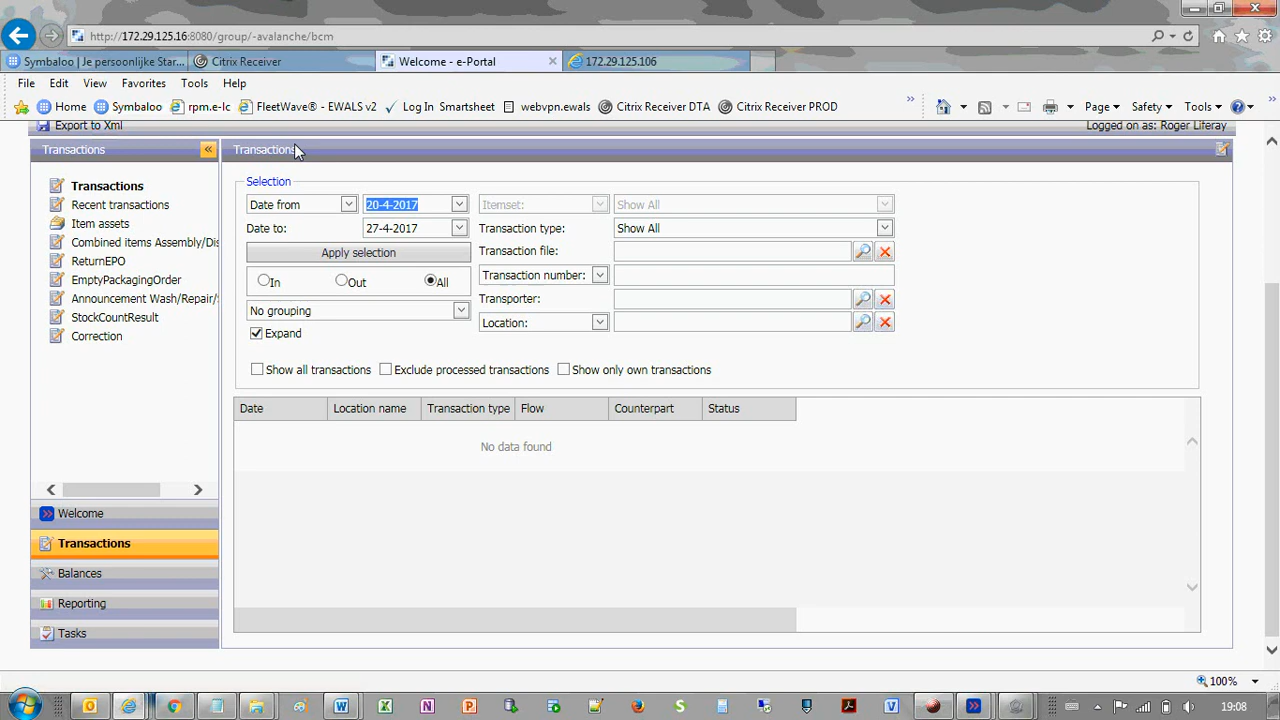 http://172.29.125.16:8080/group/-avalanche/bcm
Symbaloo | Je persoonlijke Star...
Citrix Receiver
Welcome - e-Portal
172.29.125.106
File Edit View Favorites Tools Help
Home Symbaloo rpm.e-lc FleetWave® - EWALS v2 Log In Smartsheet webvpn.ewals Citrix Receiver DTA Citrix Receiver PROD » Page Safety Tools »
Export to Xml
Logged on as: Roger Liferay
Transactions «
Transactions
Recent transactions
Item assets
Combined items Assembly/Dis
ReturnEPO
EmptyPackagingOrder
Announcement Wash/Repair/
StockCountResult
Correction
Welcome
Transactions
Balances
Reporting
Tasks
Transactions
Selection
Date from 20-4-2017 Itemset: Show All
Date to: 27-4-2017 Transaction type: Show All
Apply selection Transaction file:
In Out All Transaction number:
Transporter:
No grouping Location:
Expand
Show all transactions Exclude processed transactions Show only own transactions
Date Location name Transaction type Flow Counterpart Status
No data found
100%
19:08